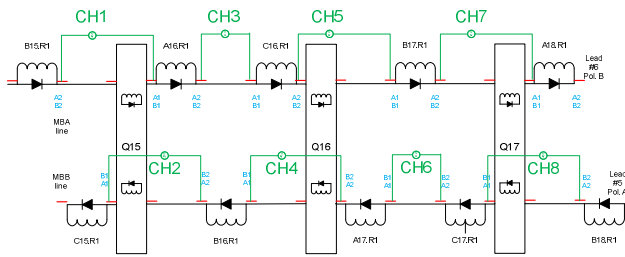 CH1
CH3
CH5
CH7
B15.R1
A16.R1
C16.R1
B17.R1
A18.R1
Lead
#6
Pol. B
A2
B2
A1
B1
A2
B2
A1
B1
A2
B2
A1
B1
A2
B2
A1
B1
A2
B2
MBA
line
Q15
Q16
Q17
CH2
CH4
CH6
CH8
MBB
line
B1
A1
B2
A2
B1
A1
B2
A2
B1
A1
B2
A2
B1
A1
B2
A2
Lead
#5
Pol. A
C15.R1
B16.R1
A17.R1
C17.R1
B18.R1